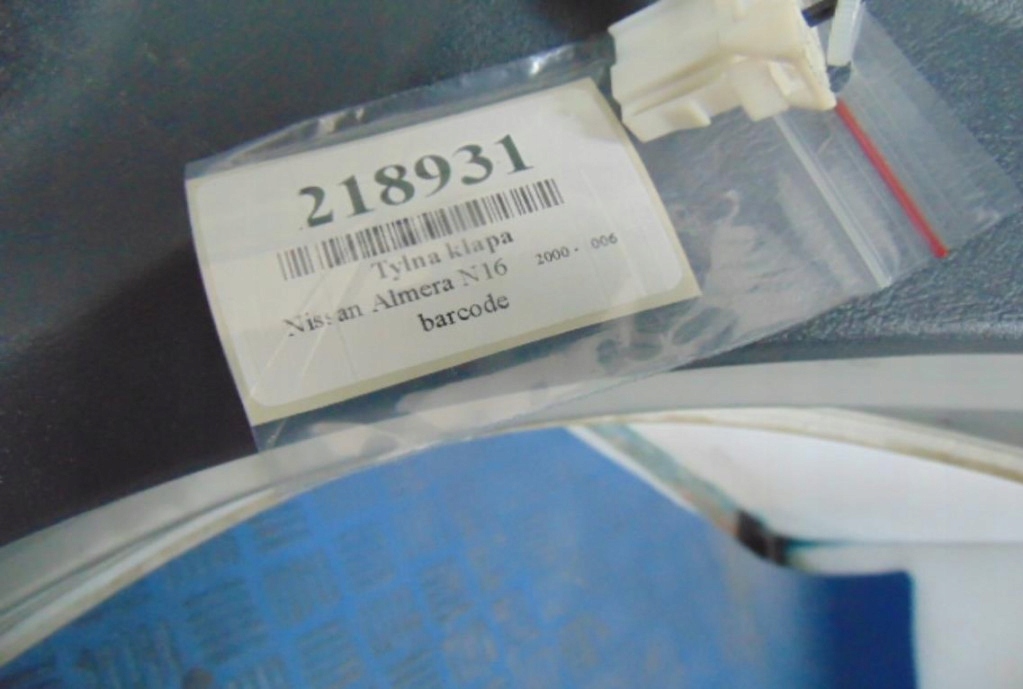 218931
Tylna klapa
Nissan Almera N16 2000 - 006
barcode